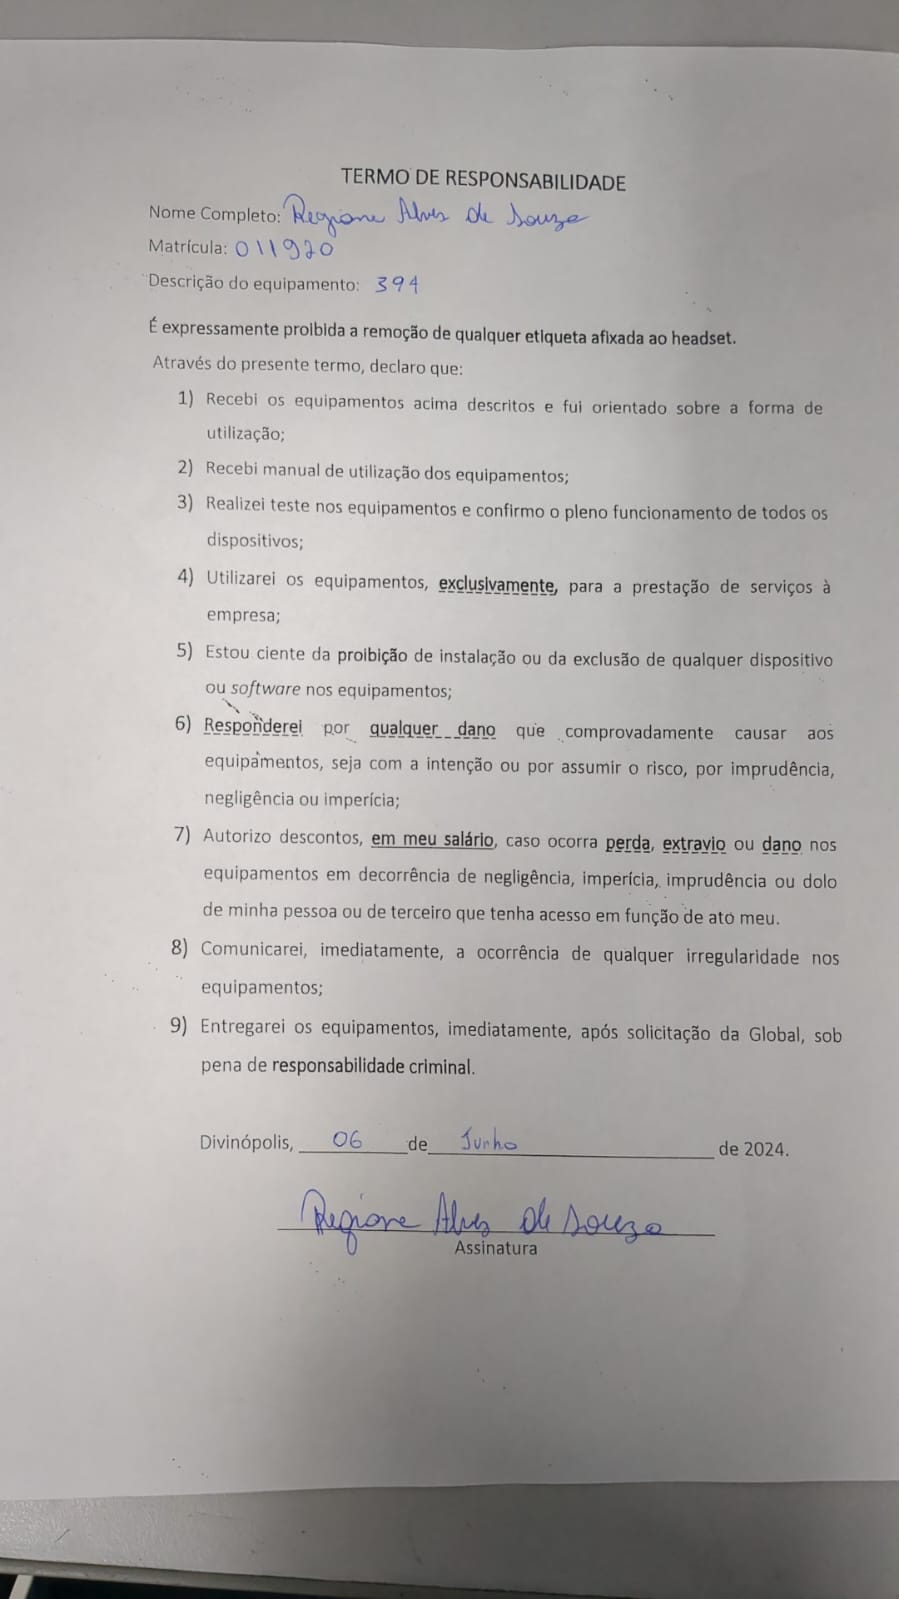 TERMO DE RESPONSABILIDADE
Nome Completo: Regiane Alves de Souza
Matrícula: 011920
Descrição do equipamento: 394
É expressamente proibida a remoção de qualquer etiqueta afixada ao headset.
Através do presente termo, declaro que:
1) Recebi os equipamentos acima descritos e fui orientado sobre a forma de
utilização;
2) Recebi manual de utilização dos equipamentos;
3) Realizei teste nos equipamentos e confirmo o pleno funcionamento de todos os
dispositivos;
4) Utilizarei os equipamentos, exclusivamente, para a prestação de serviços à
empresa;
5) Estou ciente da proibição de instalação ou da exclusão de qualquer dispositivo
ou software nos equipamentos;
6) Responderei por qualquer dano que comprovadamente causar aos
equipamentos, seja com a intenção ou por assumir o risco, por imprudência,
negligência ou imperícia;
7) Autorizo descontos, em meu salário, caso ocorra perda, extravio ou dano nos
equipamentos em decorrência de negligência, imperícia, imprudência ou dolo
de minha pessoa ou de terceiro que tenha acesso em função de ato meu.
8) Comunicarei, imediatamente, a ocorrência de qualquer irregularidade nos
equipamentos;
9) Entregarei os equipamentos, imediatamente, após solicitação da Global, sob
pena de responsabilidade criminal.
Divinópolis, 06 de Junho de 2024.
Regiane Alves de Souza
Assinatura